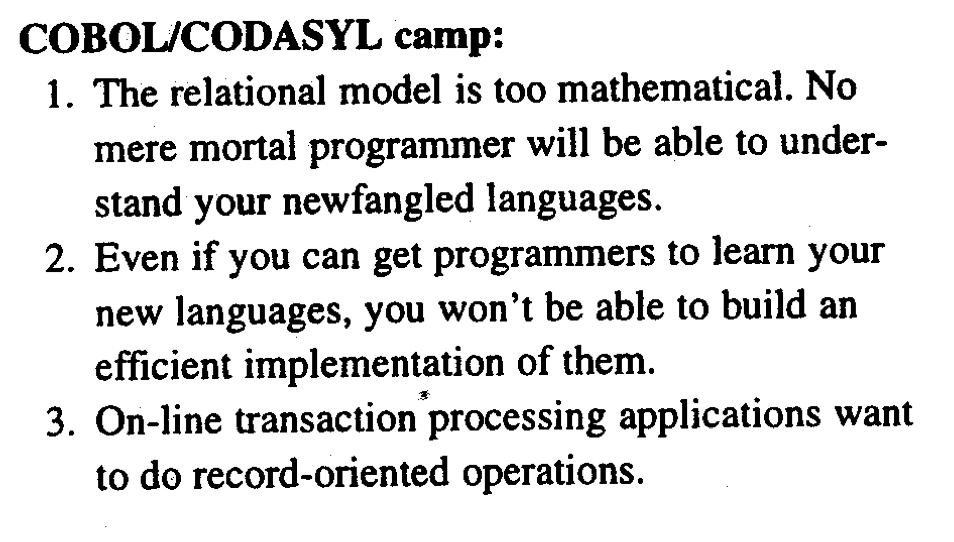 COBOL/CODASYL camp:
1. The relational model is too mathematical. No
mere mortal programmer will be able to under-
stand your newfangled languages.
2. Even if you can get programmers to learn your
new languages, you won't be able to build an
efficient implementation of them.
3. On-line transaction processing applications want
to do record-oriented operations.